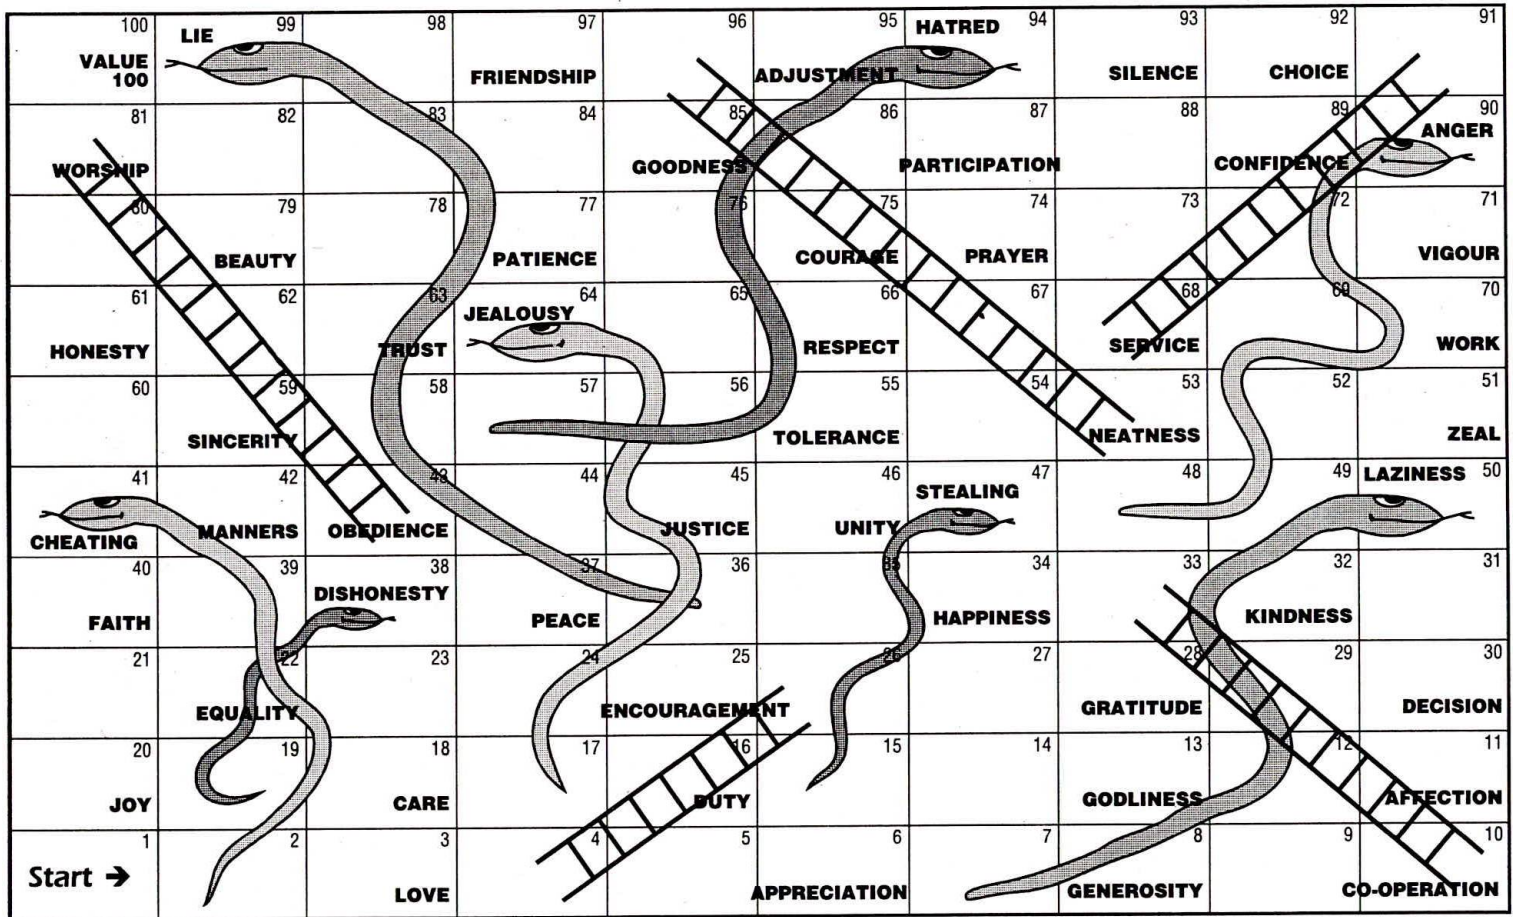 100 99 98 97 96 95 94 93 92 91
LIE HATRED
VALUE
100 FRIENDSHIP ADJUSTMENT SILENCE CHOICE
81 82 83 84 85 86 87 88 89 90
ANGER
WORSHIP GOODNESS PARTICIPATION CONFIDENCE
80 79 78 77 76 75 74 73 72 71
BEAUTY PATIENCE COURAGE PRAYER VIGOUR
61 62 63 64 65 66 67 68 69 70
JEALOUSY
HONESTY TRUST RESPECT SERVICE WORK
60 59 58 57 56 55 54 53 52 51
SINCERITY TOLERANCE NEATNESS ZEAL
41 42 43 44 45 46 47 48 49 50
LAZINESS
STEALING
MANNERS OBEDIENCE JUSTICE UNITY
CHEATING
40 39 38 37 36 35 34 33 32 31
DISHONESTY
FAITH PEACE HAPPINESS KINDNESS
21 22 23 24 25 26 27 28 29 30
EQUALITY ENCOURAGEMENT GRATITUDE DECISION
20 19 18 17 16 15 14 13 12 11
JOY CARE DUTY GODLINESS AFFECTION
1 2 3 4 5 6 7 8 9 10
Start → LOVE APPRECIATION GENEROSITY CO-OPERATION